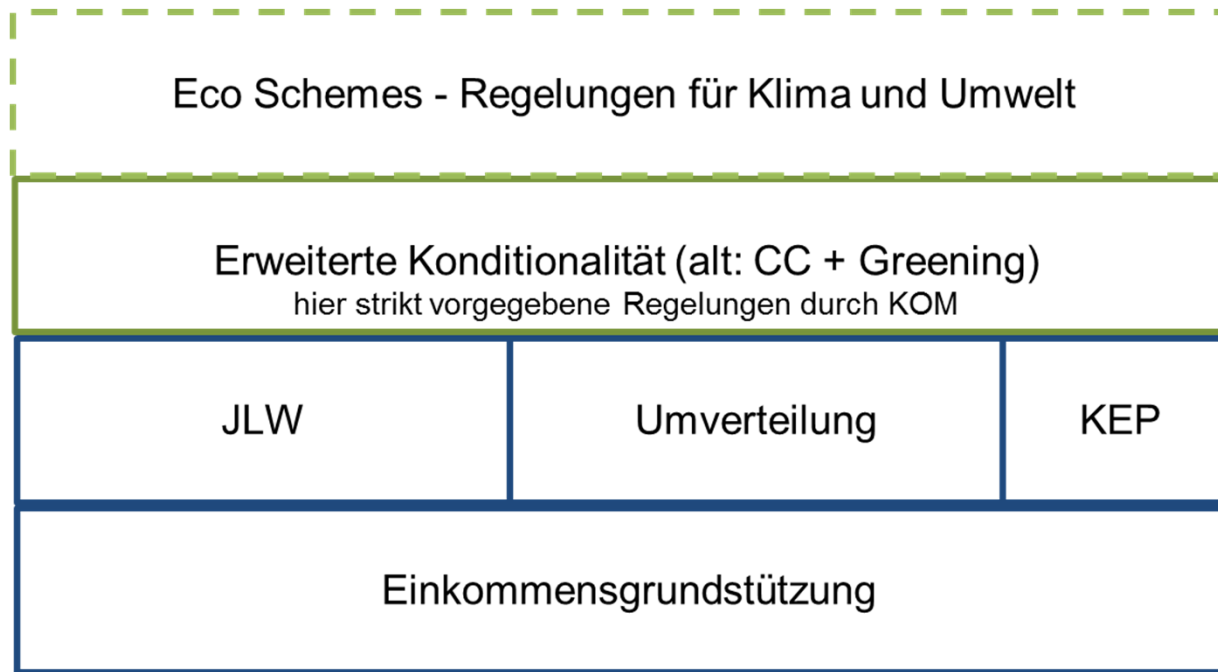 Eco Schemes - Regelungen für Klima und Umwelt
Erweiterte Konditionalität (alt: CC + Greening)
hier strikt vorgegebene Regelungen durch KOM
JLW
Umverteilung
KEP
Einkommensgrundstützung